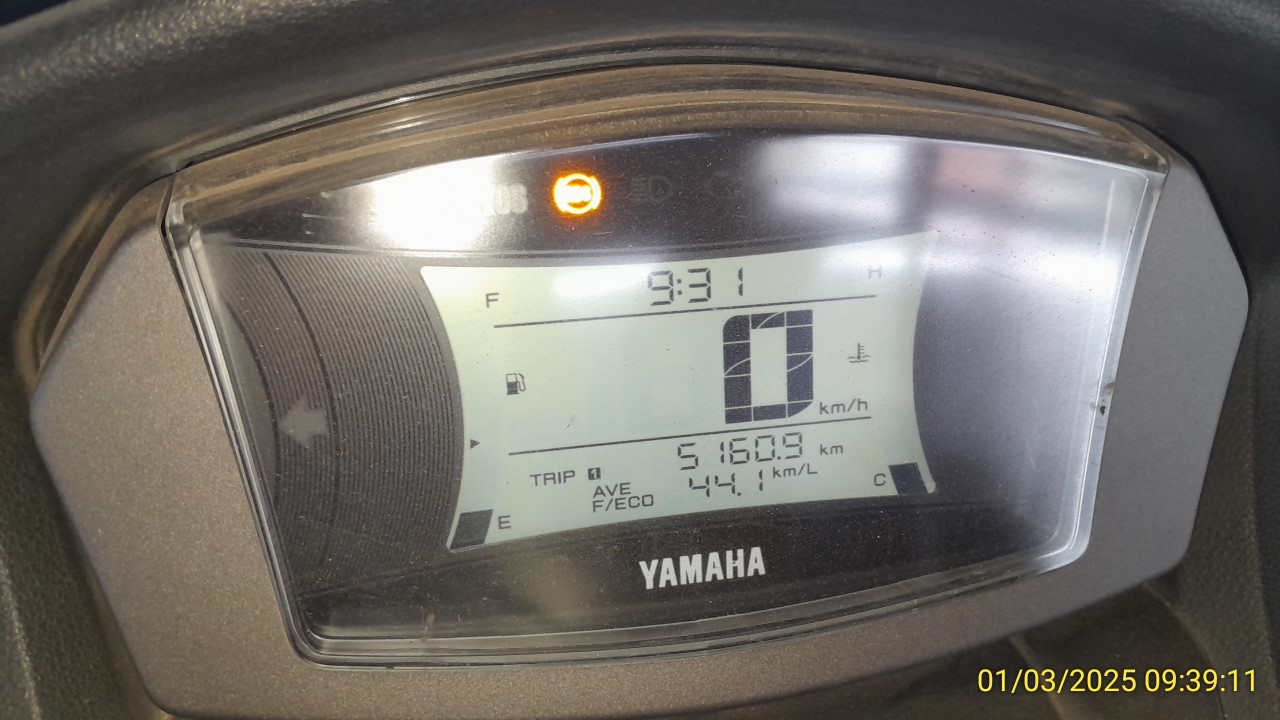 F 9:31 H
0 km/h
5160.9 km
TRIP 1
44.1 km/L
AVE
F/ECO
C
E
YAMAHA
01/03/2025 09:39:11